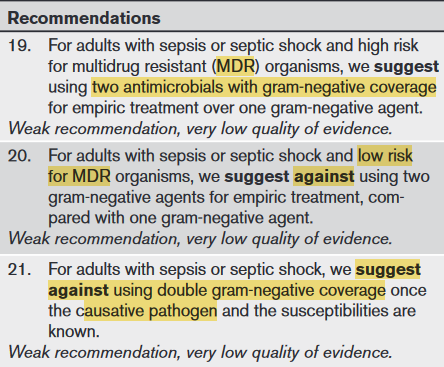 Recommendations
19. For adults with sepsis or septic shock and high risk
for multidrug resistant (MDR) organisms, we suggest
using two antimicrobials with gram-negative coverage
for empiric treatment over one gram-negative agent.
Weak recommendation, very low quality of evidence.
20. For adults with sepsis or septic shock and low risk
for MDR organisms, we suggest against using two
gram-negative agents for empiric treatment, com-
pared with one gram-negative agent.
Weak recommendation, very low quality of evidence.
21. For adults with sepsis or septic shock, we suggest
against using double gram-negative coverage once
the causative pathogen and the susceptibilities are
known.
Weak recommendation, very low quality of evidence.